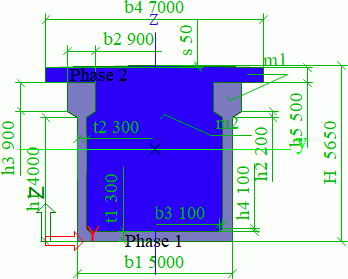 b4 7000
z
b2 900
s 50
m1
Phase 2
h3 900
t2 300
m2
h2 200
h5 500
H 5650
y
h1 4000
t1 300
b3 100
h4 100
Z
Y
Phase 1
b1 5000